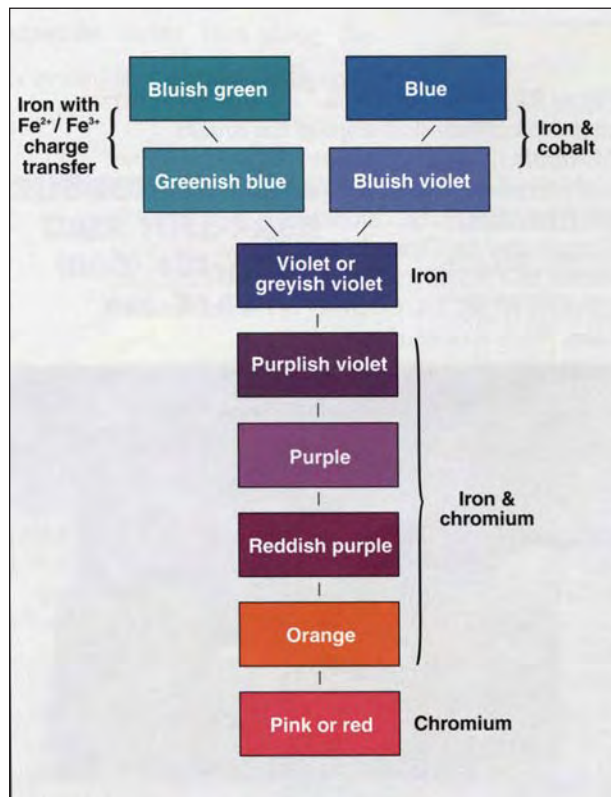 Bluish green
Blue
Iron with
Fe²⁺ / Fe³⁺
charge
transfer
Iron &
cobalt
Greenish blue
Bluish violet
Violet or
greyish violet
Iron
Purplish violet
Purple
Iron &
chromium
Reddish purple
Orange
Pink or red
Chromium